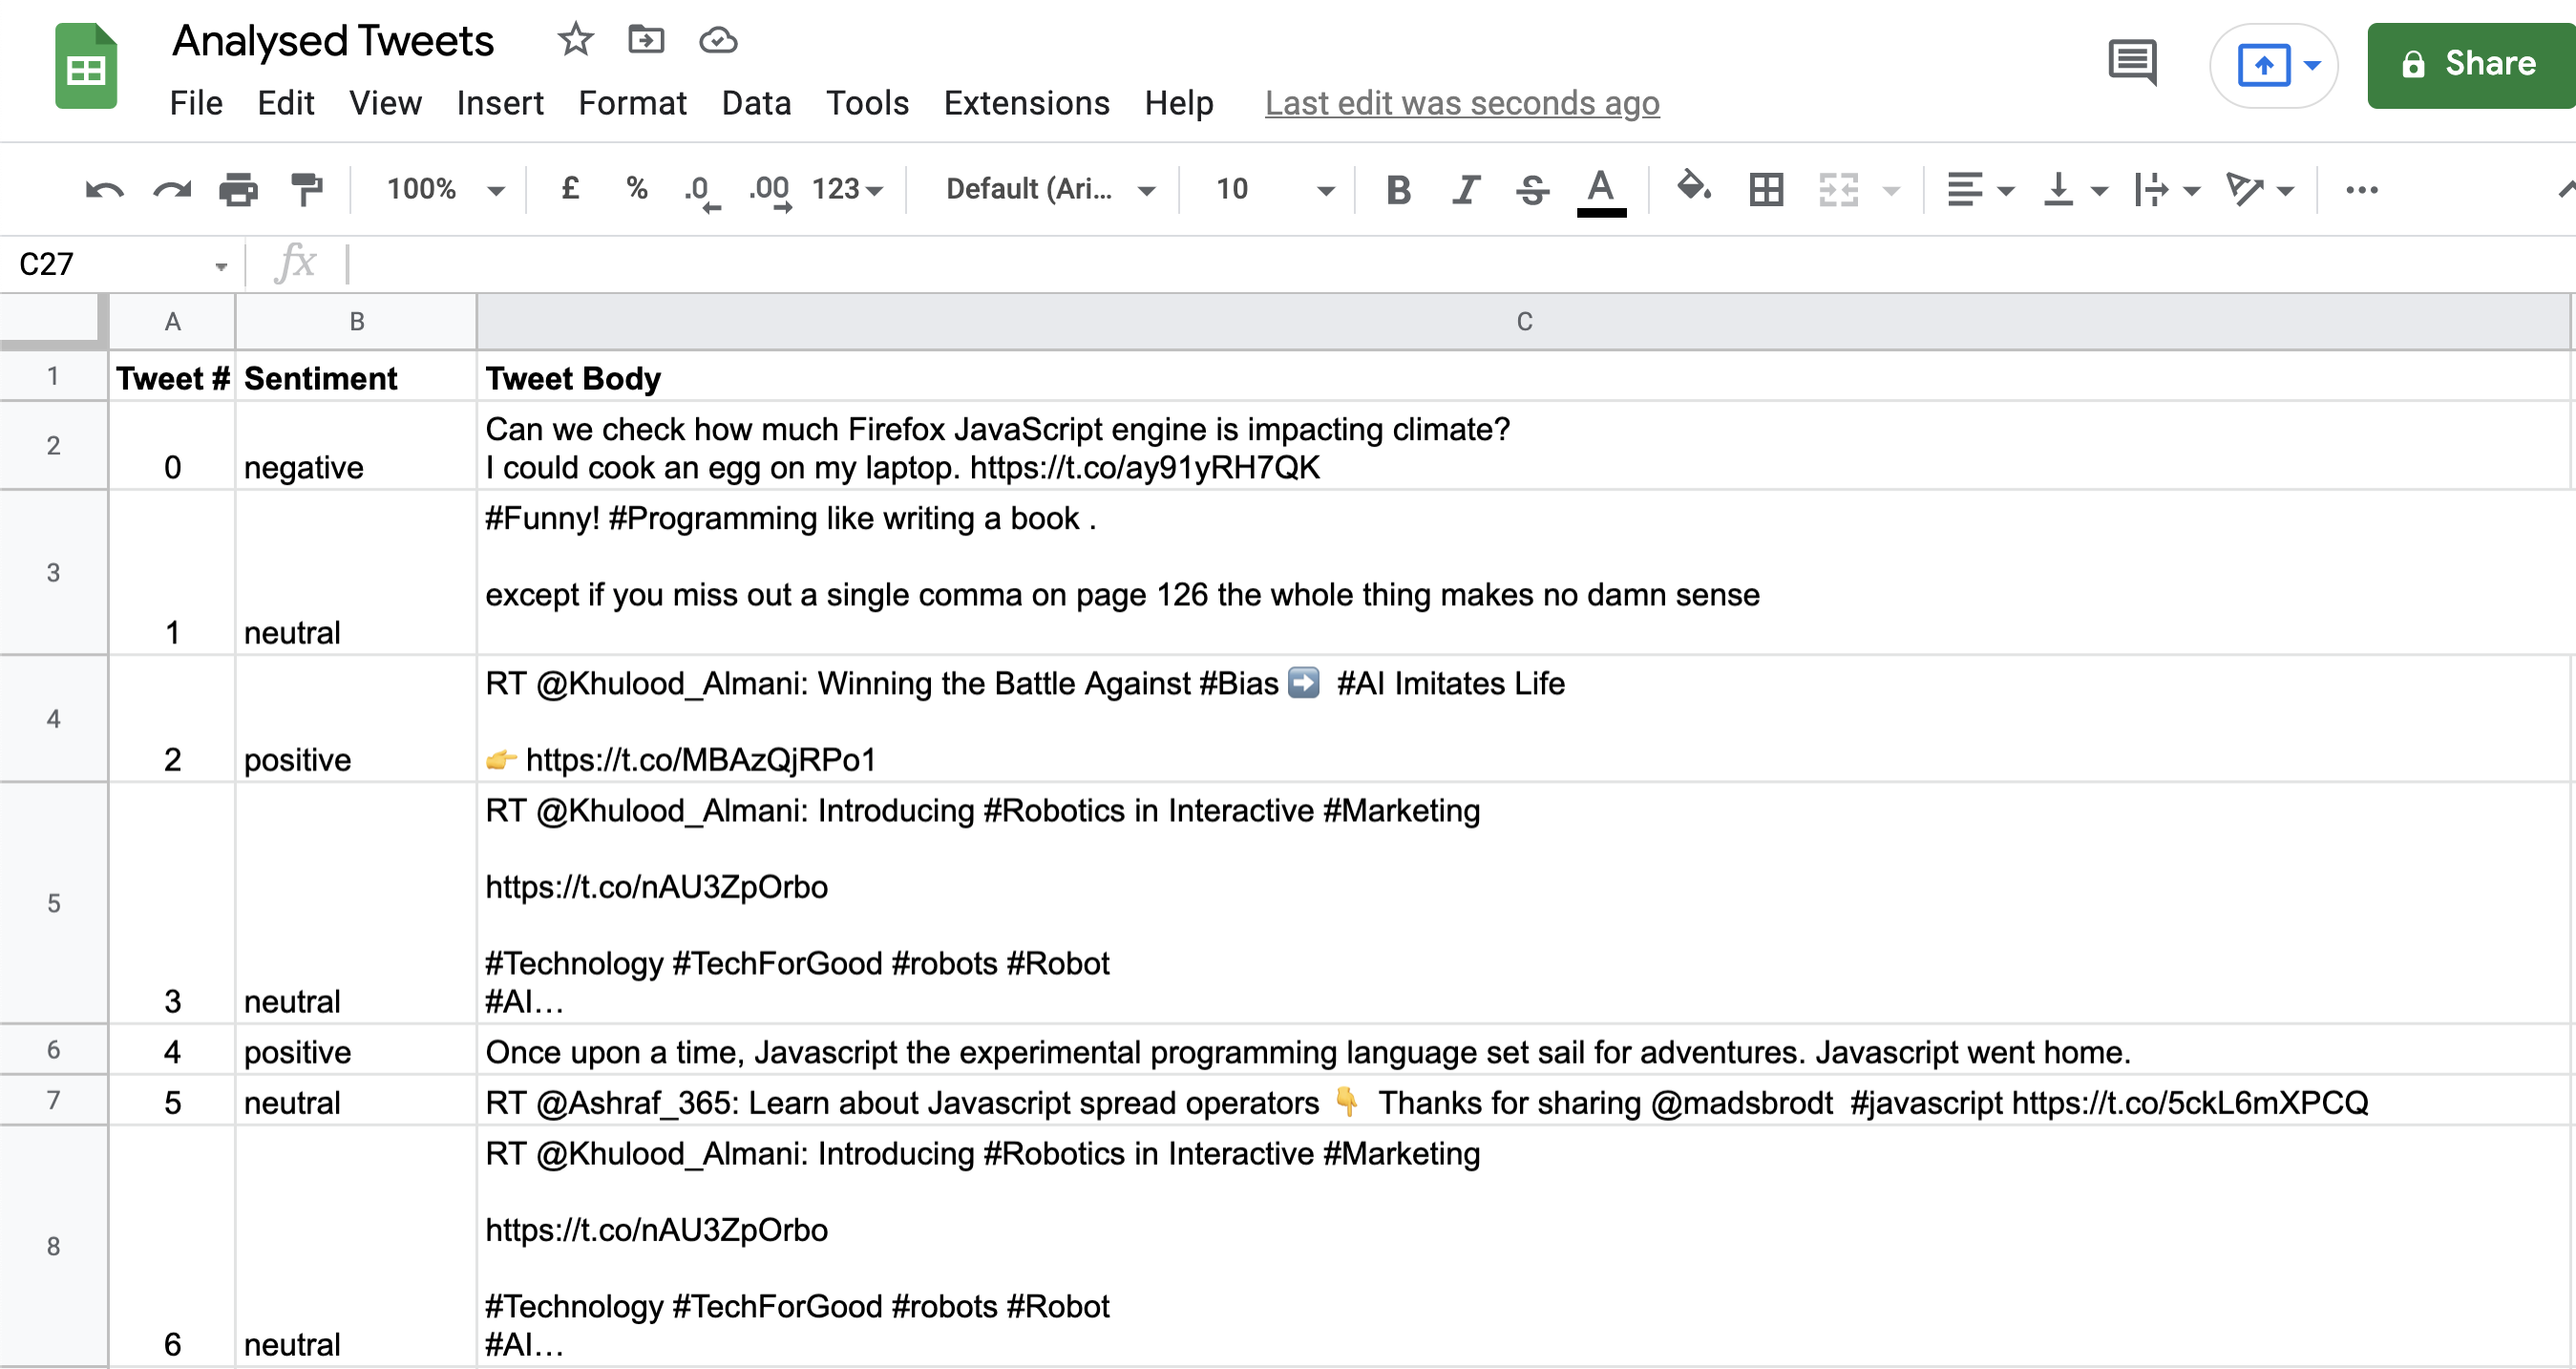 Analysed Tweets
File Edit View Insert Format Data Tools Extensions Help Last edit was seconds ago
Share
100% £ % .0 .00 123 Default (Ari... 10 B I S A
C27 fx
A B C
1 Tweet # Sentiment Tweet Body
2 0 negative Can we check how much Firefox JavaScript engine is impacting climate?
I could cook an egg on my laptop. https://t.co/ay91yRH7QK
3 1 neutral #Funny! #Programming like writing a book .
except if you miss out a single comma on page 126 the whole thing makes no damn sense
4 2 positive RT @Khulood_Almani: Winning the Battle Against #Bias ➡️ #AI Imitates Life
👉 https://t.co/MBAzQjRPo1
5 3 neutral RT @Khulood_Almani: Introducing #Robotics in Interactive #Marketing
https://t.co/nAU3ZpOrbo
#Technology #TechForGood #robots #Robot
#AI…
6 4 positive Once upon a time, Javascript the experimental programming language set sail for adventures. Javascript went home.
7 5 neutral RT @Ashraf_365: Learn about Javascript spread operators 👇 Thanks for sharing @madsbrodt #javascript https://t.co/5ckL6mXPCQ
8 6 neutral RT @Khulood_Almani: Introducing #Robotics in Interactive #Marketing
https://t.co/nAU3ZpOrbo
#Technology #TechForGood #robots #Robot
#AI…